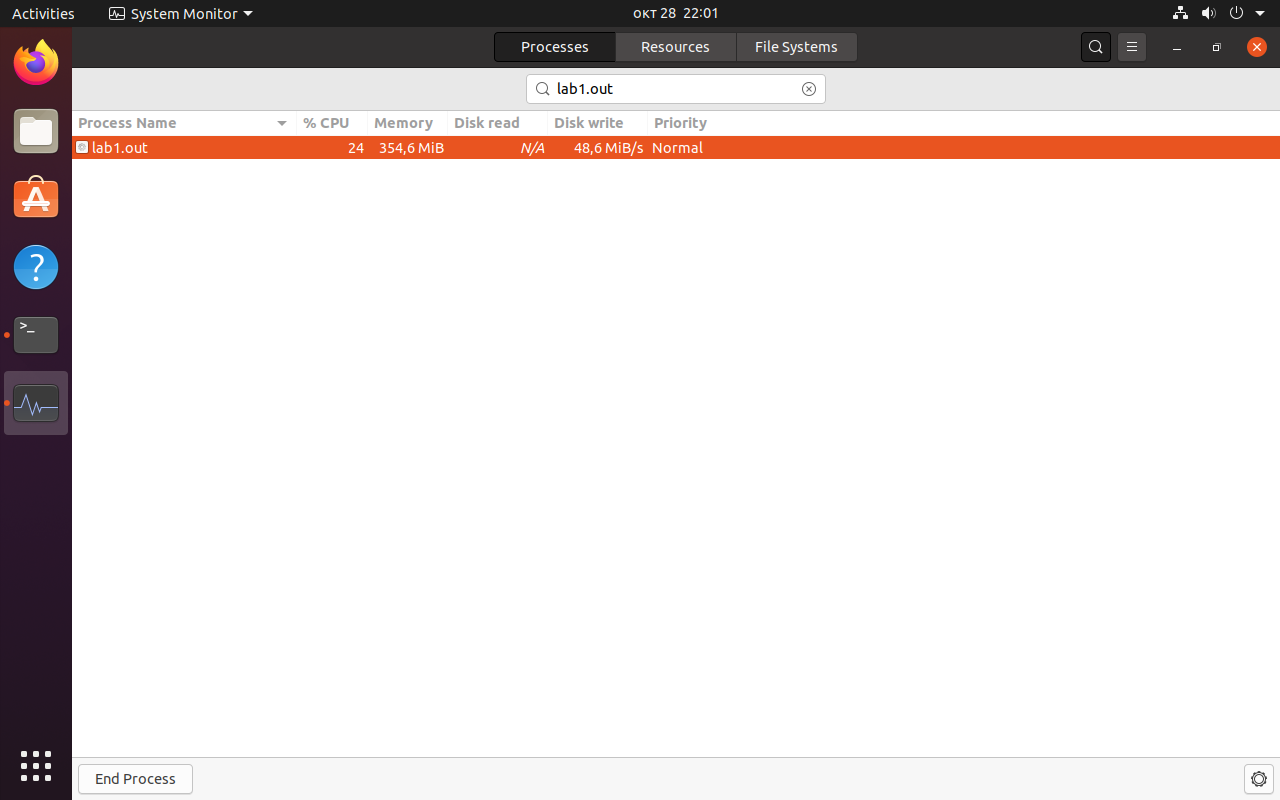 Activities System Monitor окт 28 22:01
Processes Resources File Systems
lab1.out
Process Name % CPU Memory Disk read Disk write Priority
lab1.out 24 354,6 MiB N/A 48,6 MiB/s Normal
End Process